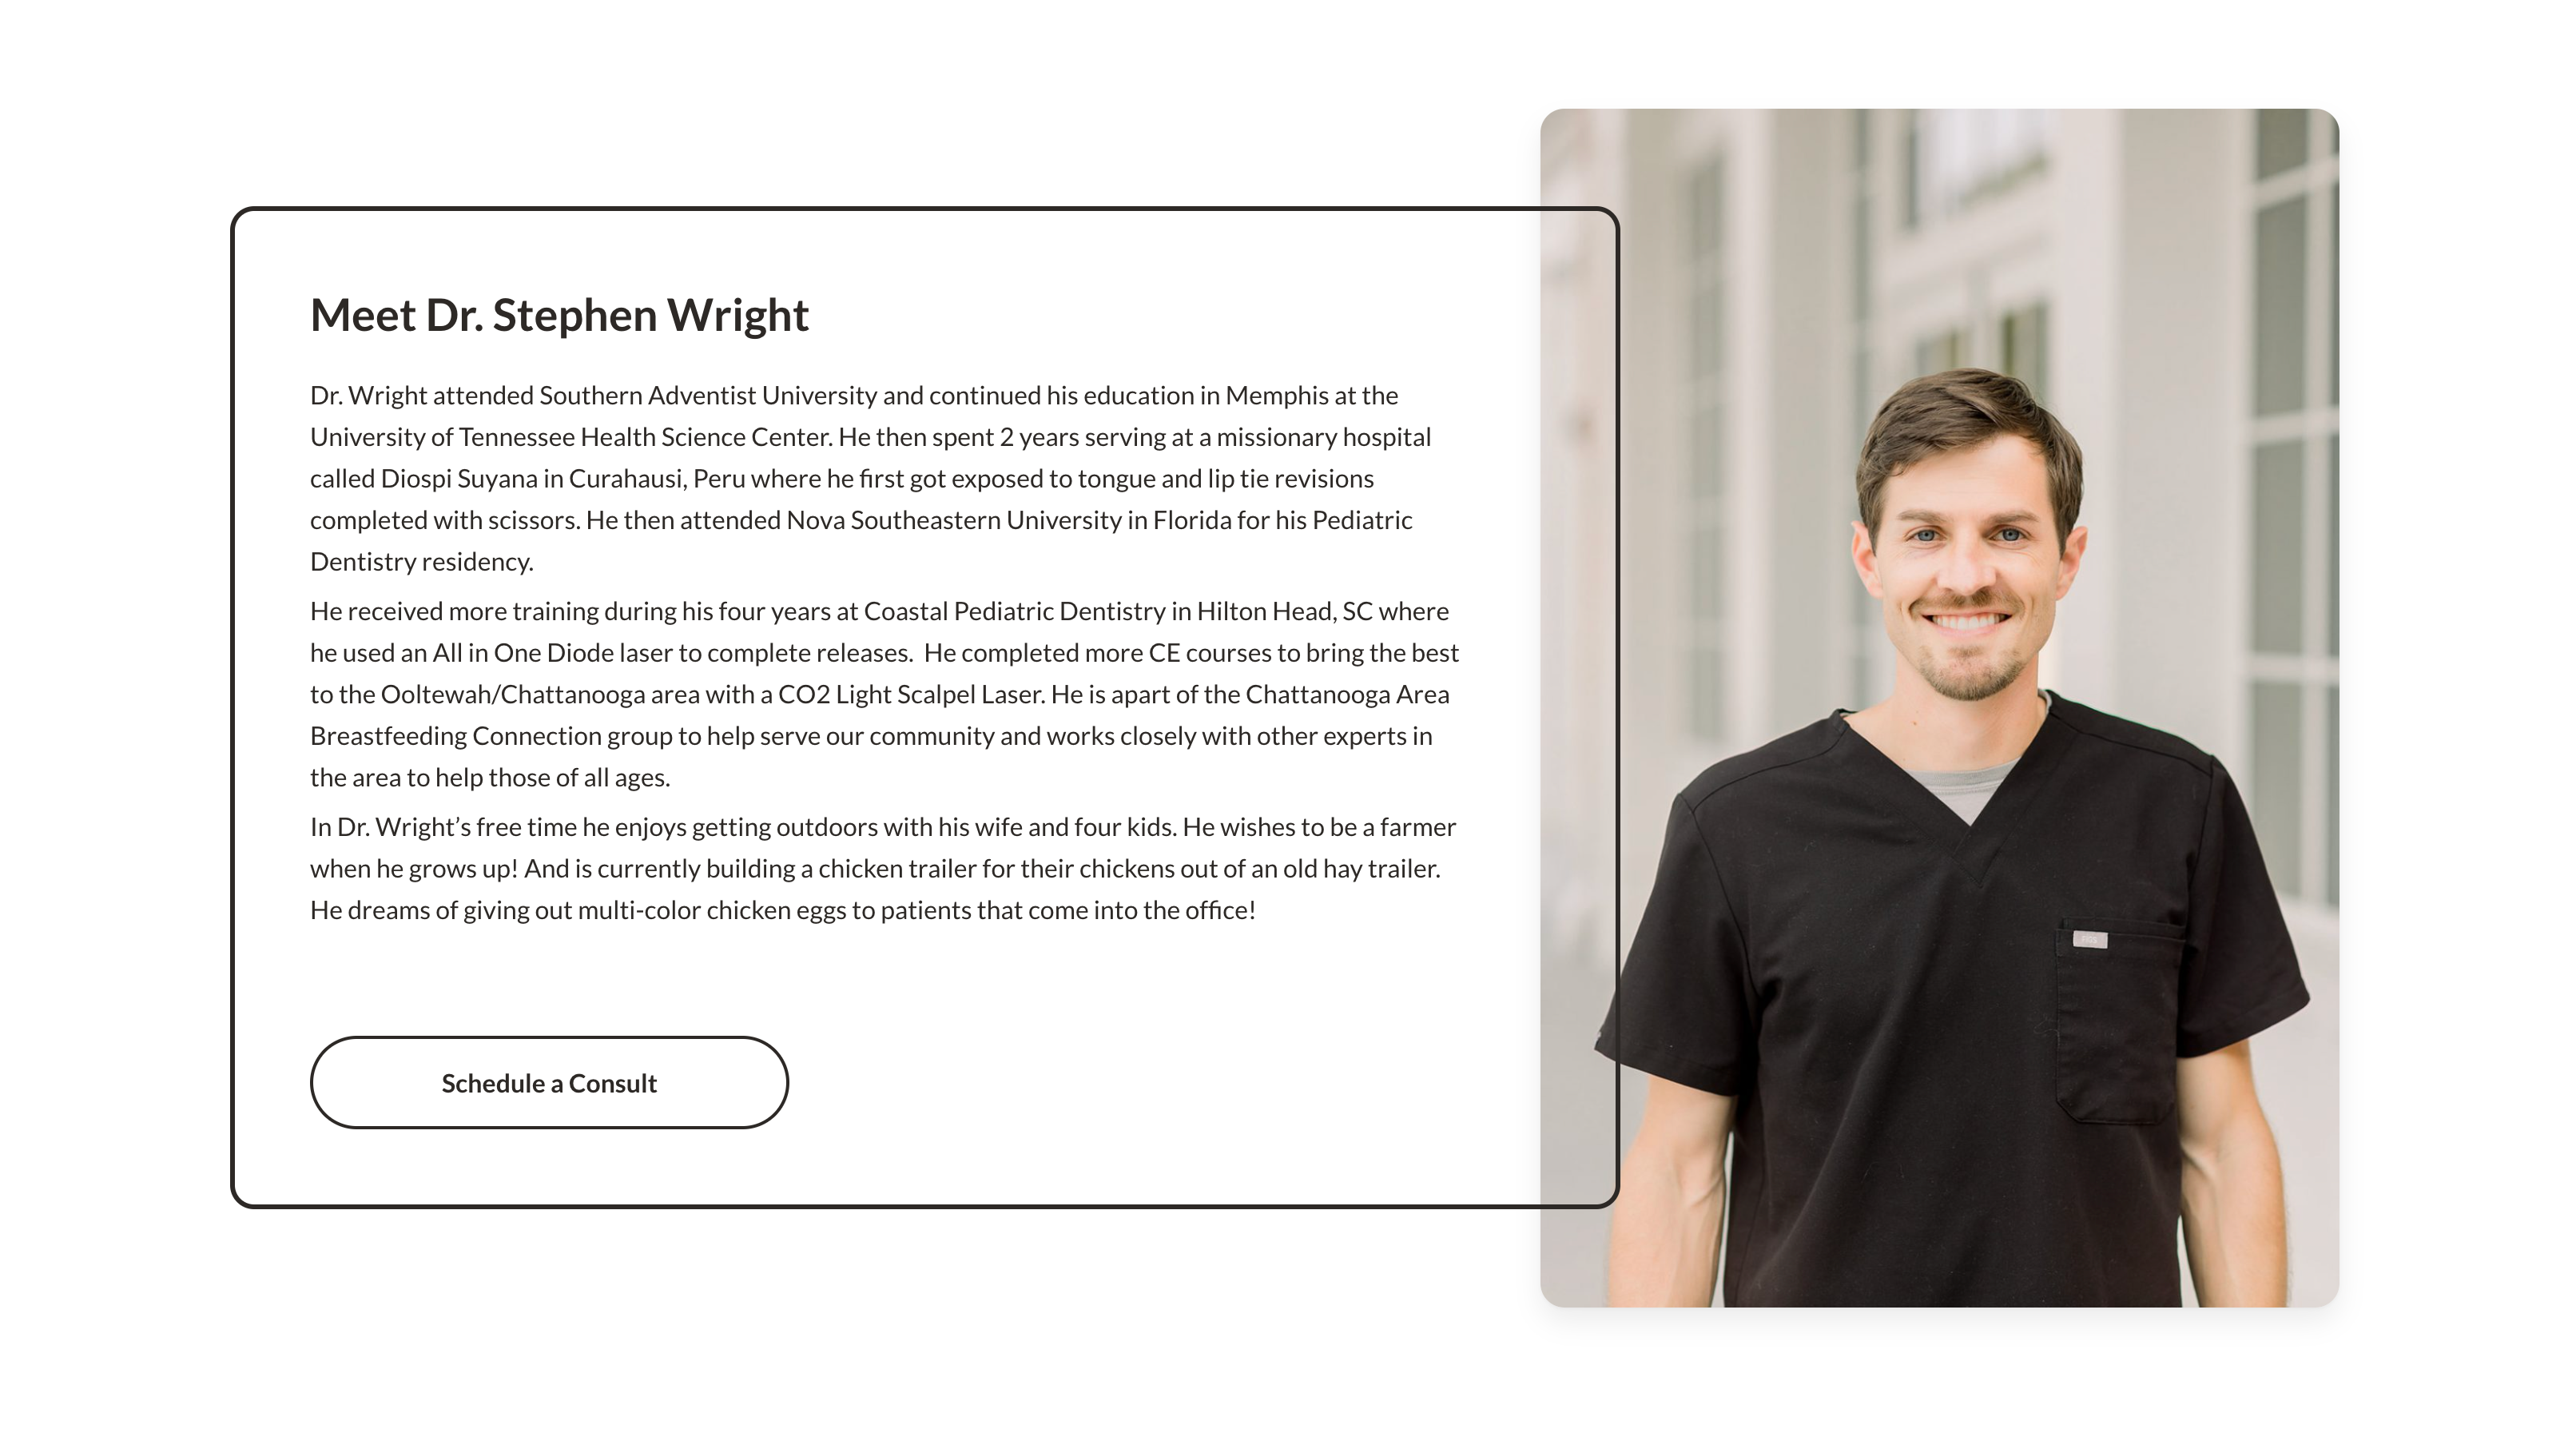 Meet Dr. Stephen Wright
Dr. Wright attended Southern Adventist University and continued his education in Memphis at the
University of Tennessee Health Science Center. He then spent 2 years serving at a missionary hospital
called Diospi Suyana in Curahausi, Peru where he first got exposed to tongue and lip tie revisions
completed with scissors. He then attended Nova Southeastern University in Florida for his Pediatric
Dentistry residency.
He received more training during his four years at Coastal Pediatric Dentistry in Hilton Head, SC where
he used an All in One Diode laser to complete releases.  He completed more CE courses to bring the best
to the Ooltewah/Chattanooga area with a CO2 Light Scalpel Laser. He is apart of the Chattanooga Area
Breastfeeding Connection group to help serve our community and works closely with other experts in
the area to help those of all ages.
In Dr. Wright’s free time he enjoys getting outdoors with his wife and four kids. He wishes to be a farmer
when he grows up! And is currently building a chicken trailer for their chickens out of an old hay trailer.
He dreams of giving out multi-color chicken eggs to patients that come into the office!
Schedule a Consult